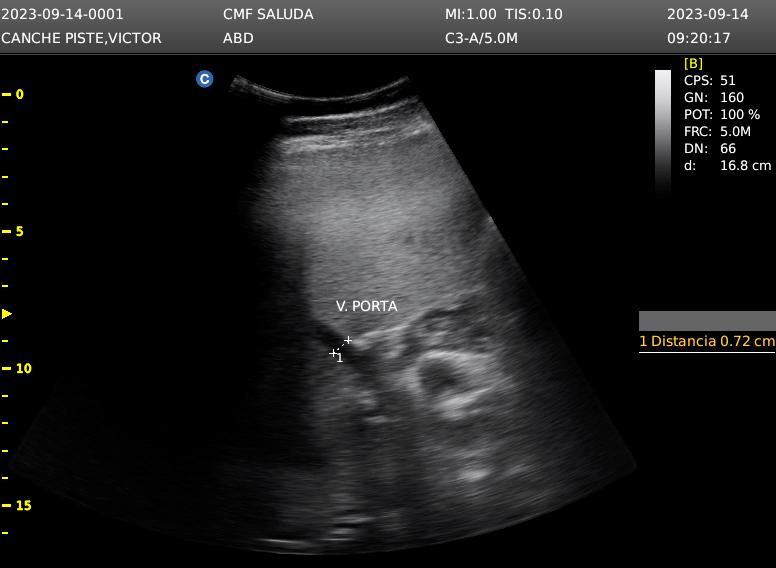 2023-09-14-0001 CMF SALUDA MI:1.00 TIS:0.10 2023-09-14
CANCHE PISTE,VICTOR ABD C3-A/5.0M 09:20:17
C
[B]
CPS: 51
GN: 160
POT: 100 %
FRC: 5.0M
DN: 66
d: 16.8 cm
0
5
V. PORTA
1
1 Distancia 0.72 cm
10
15